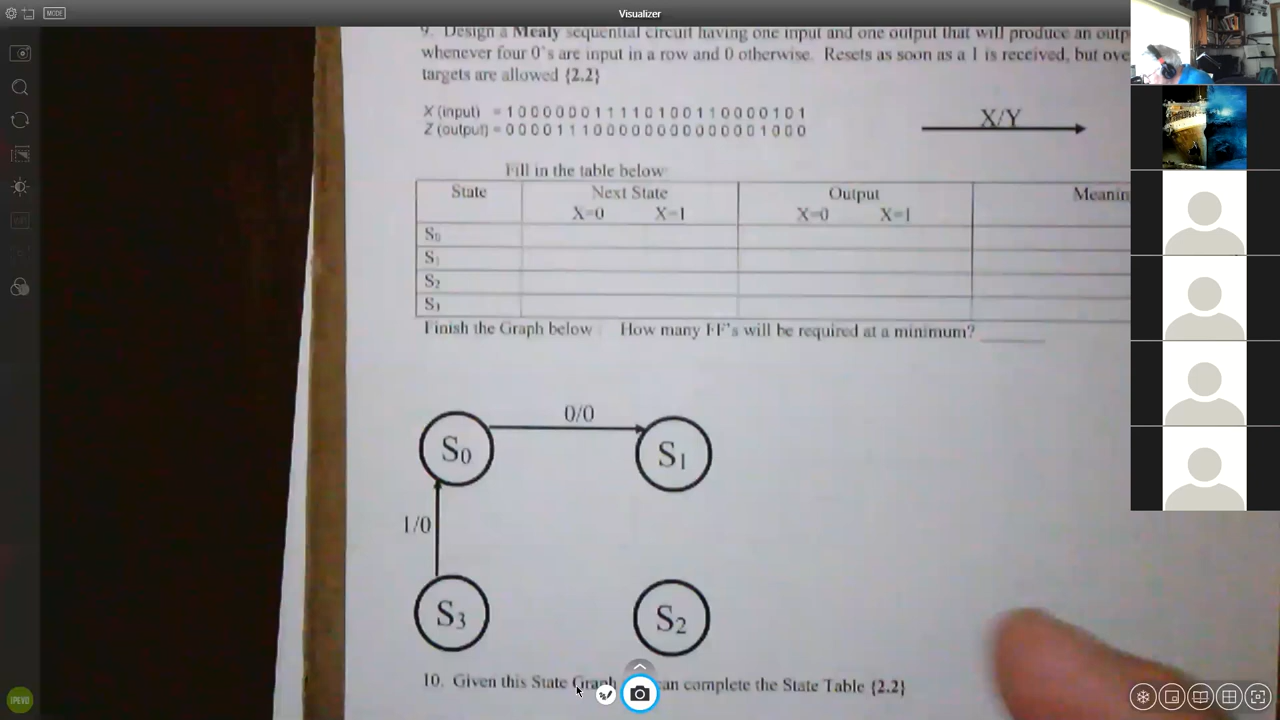 MODE
Visualizer
9. Design a Mealy sequential circuit having one input and one output that will produce an outp
whenever four 0's are input in a row and 0 otherwise. Resets as soon as a 1 is received, but ove
targets are allowed {2.2}
X (input) = 1 0 0 0 0 0 0 1 1 1 1 0 1 0 0 1 1 0 0 0 0 1 0 1
Z (output) = 0 0 0 0 1 1 1 0 0 0 0 0 0 0 0 0 0 0 0 0 1 0 0 0
X/Y
Fill in the table below
State Next State Output Meanin
X=0 X=1 X=0 X=1
S0
S1
S2
S3
Finish the Graph below How many FF's will be required at a minimum?
0/0
S0 S1
1/0
S3 S2
10. Given this State Graph can complete the State Table {2.2}
IPEVO